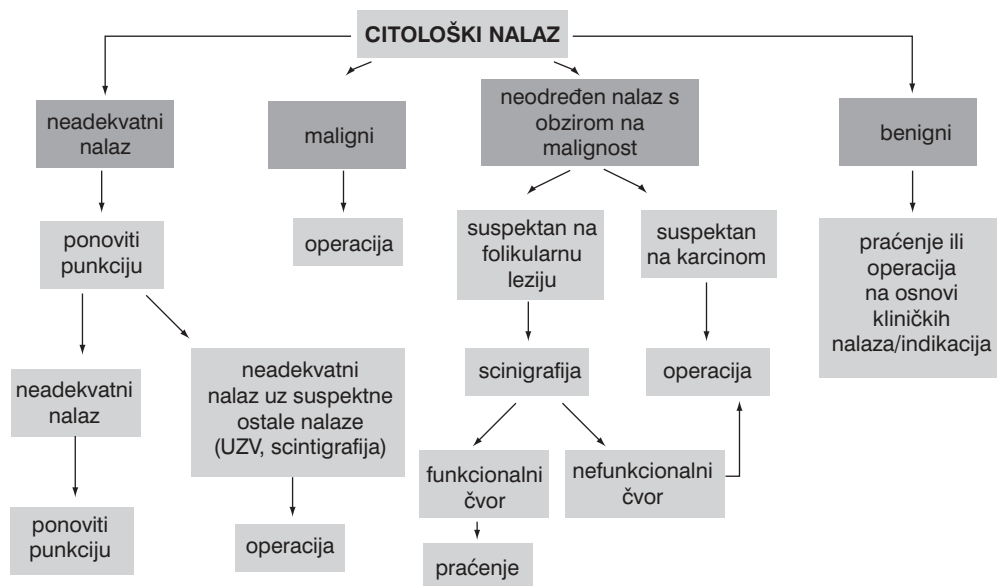 CITOLOŠKI NALAZ
neadekvatni
nalaz
maligni
neodređen nalaz s
obzirom na
malignost
benigni
ponoviti
punkciju
operacija
suspektan na
folikularnu
leziju
suspektan
na karcinom
praćenje ili
operacija
na osnovi
kliničkih
nalaza/indikacija
neadekvatni
nalaz
neadekvatni
nalaz uz suspektne
ostale nalaze
(UZV, scintigrafija)
scinigrafija
operacija
funkcionalni
čvor
nefunkcionalni
čvor
ponoviti
punkciju
operacija
praćenje